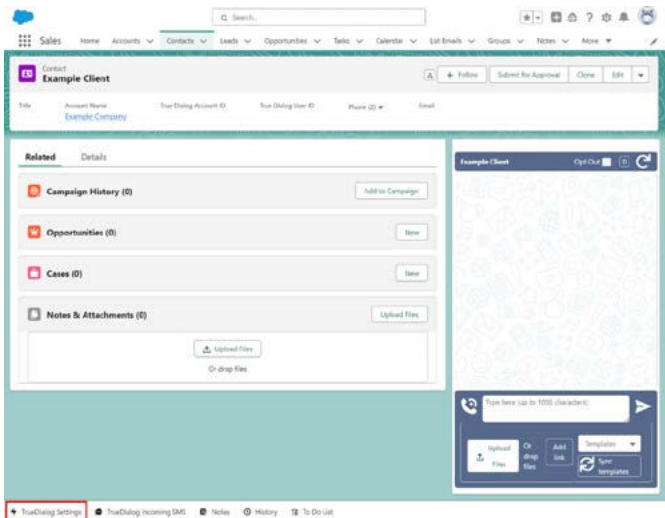 Search...
Sales Home Accounts Contacts Leads Opportunities Tasks Calendar List Emails Groups Notes More
Contact
Example Client
A + Follow Submit for Approval Clone Edit
Title Account Name True Dialog Account ID True Dialog User ID Phone (2) Email
Example Company
Related Details
Campaign History (0) Add to Campaign
Opportunities (0) New
Cases (0) New
Notes & Attachments (0) Upload Files
Upload Files
Or drop files
Example Client Opt Out D
Type here (up to 1000 characters)
Upload Files
Or drop files
Add link
Templates
Sync templates
TrueDialog Settings TrueDialog Incoming SMS Notes History To Do List